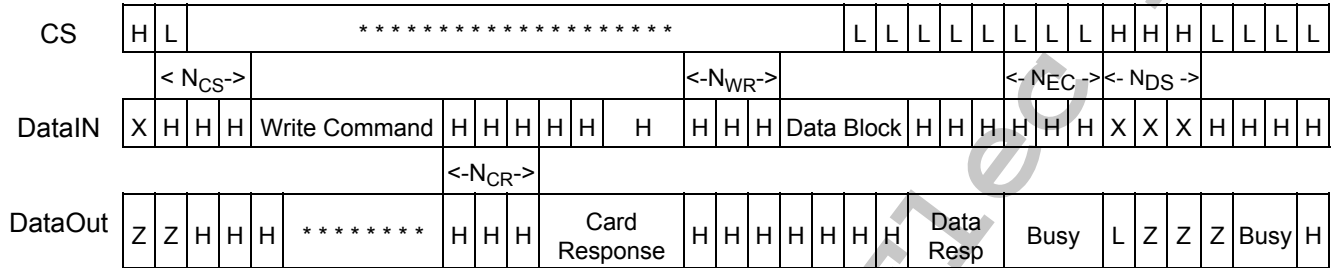 CS H L * * * * * * * * * * * * * * * * * * * * L L L L L L L L H H H L L L L
< NCS-> <-NWR-> <- NEC -> <- NDS ->
DataIN X H H H Write Command H H H H H H H H H Data Block H H H H H H X X X H H H H
<-NCR->
DataOut Z Z H H H * * * * * * * * H H H Card Response H H H H H H H Data Resp Busy L Z Z Z Busy H